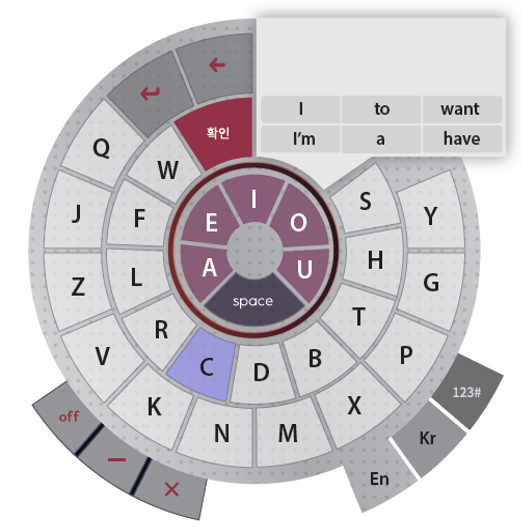 I to want
I'm a have
← 
↵
확인
Q W
J F
Z L
V R
K C
N D
M B
X T
P H
G S
Y
I
E O
A U
space
off
−
×
123#
Kr
En